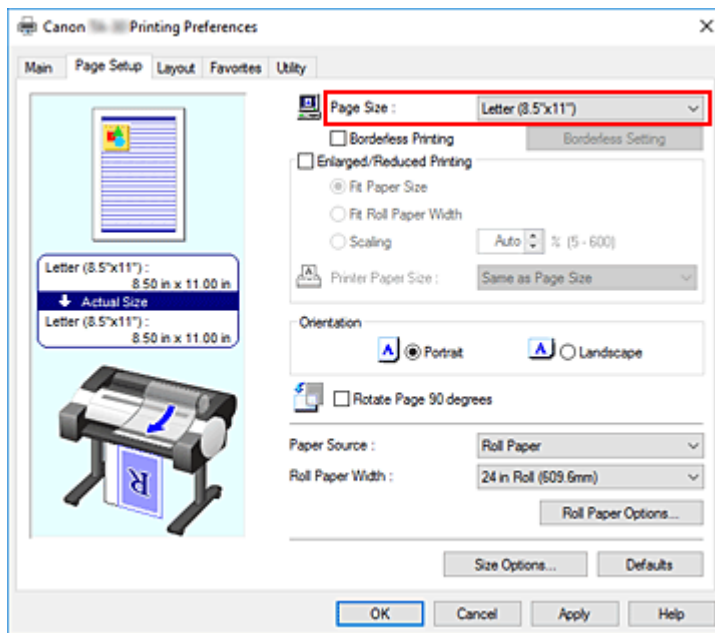 Canon Printing Preferences
Main Page Setup Layout Favorites Utility
Page Size : Letter (8.5"x11")
Borderless Printing Borderless Setting
Enlarged/Reduced Printing
Fit Paper Size
Fit Roll Paper Width
Scaling Auto % (5 - 600)
Printer Paper Size : Same as Page Size
Letter (8.5"x11") :
8.50 in x 11.00 in
Actual Size
Letter (8.5"x11") :
8.50 in x 11.00 in
Orientation
A Portrait A Landscape
Rotate Page 90 degrees
Paper Source : Roll Paper
Roll Paper Width : 24 in Roll (609.6mm)
Roll Paper Options...
R
Size Options... Defaults
OK Cancel Apply Help